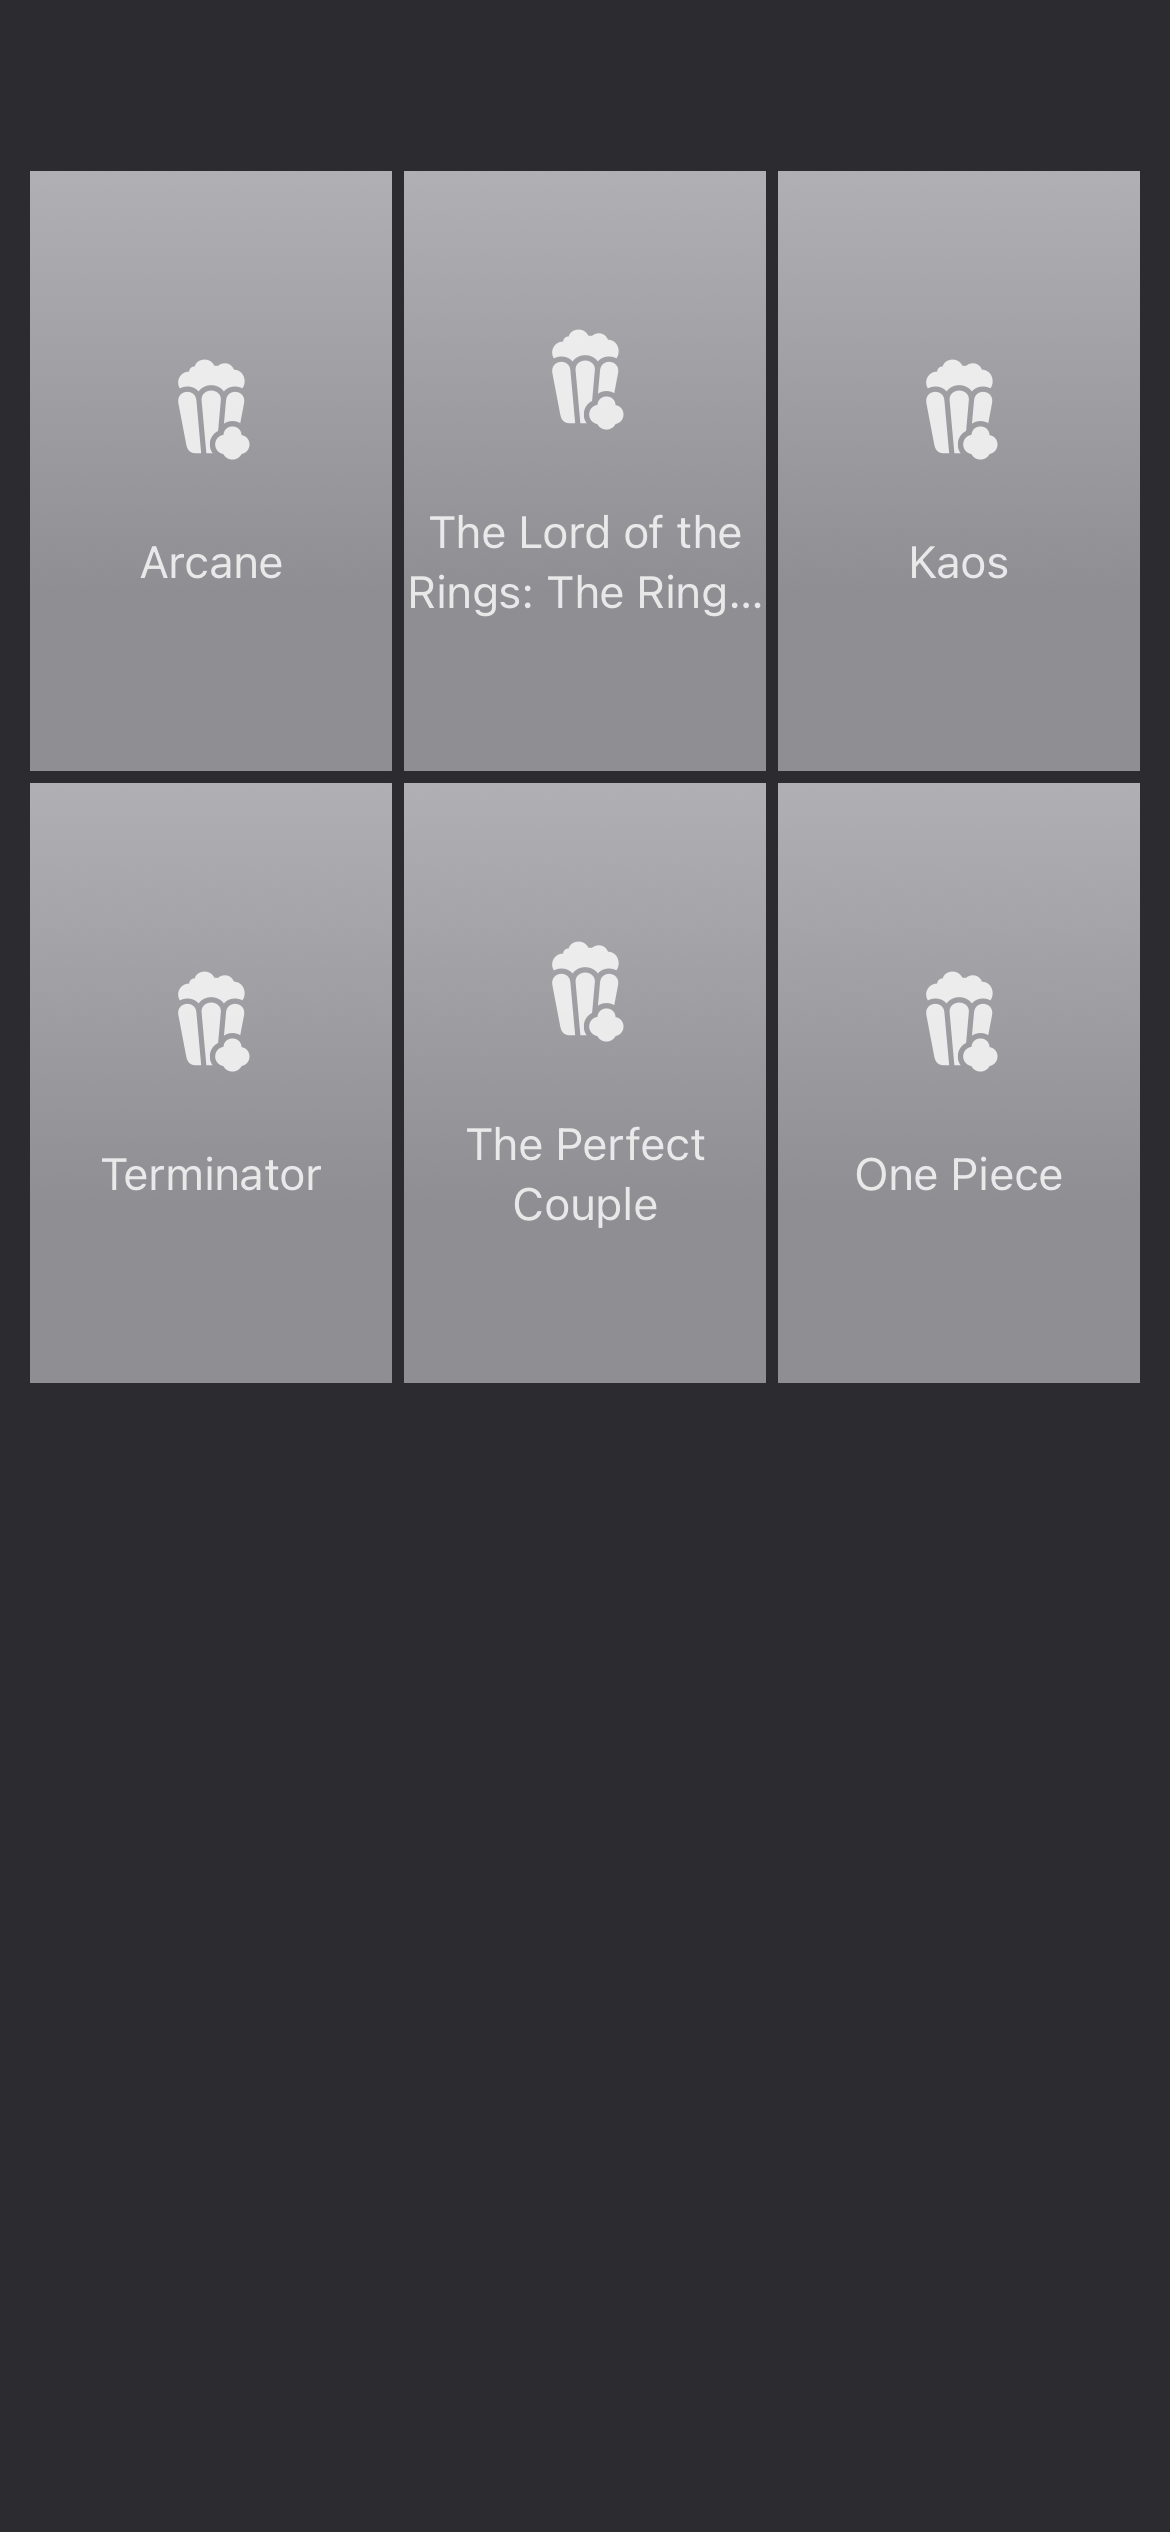 Arcane
The Lord of the
Rings: The Ring...
Kaos
Terminator
The Perfect
Couple
One Piece